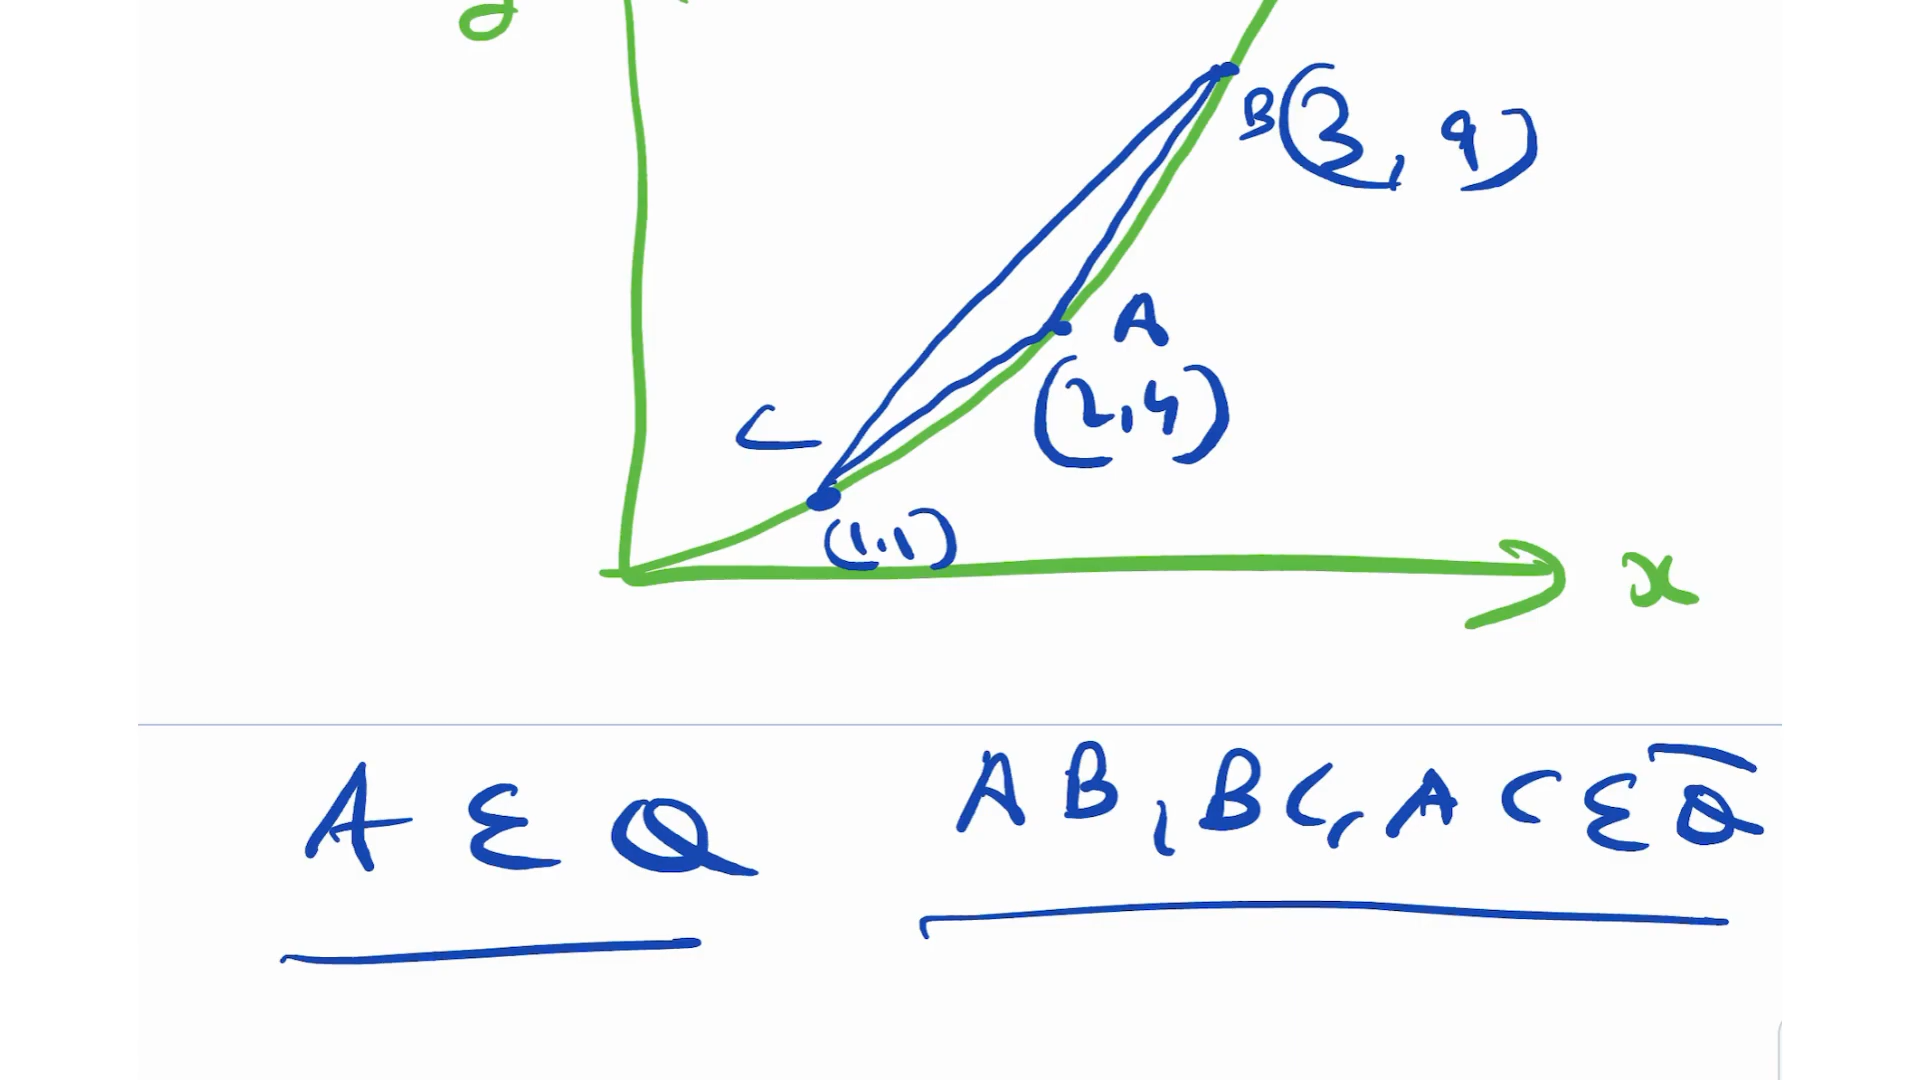 y
B(3, 9)
A
(2,4)
C
(1,1)
x
A ∈ Q
AB, BC, AC ∈ Q̅